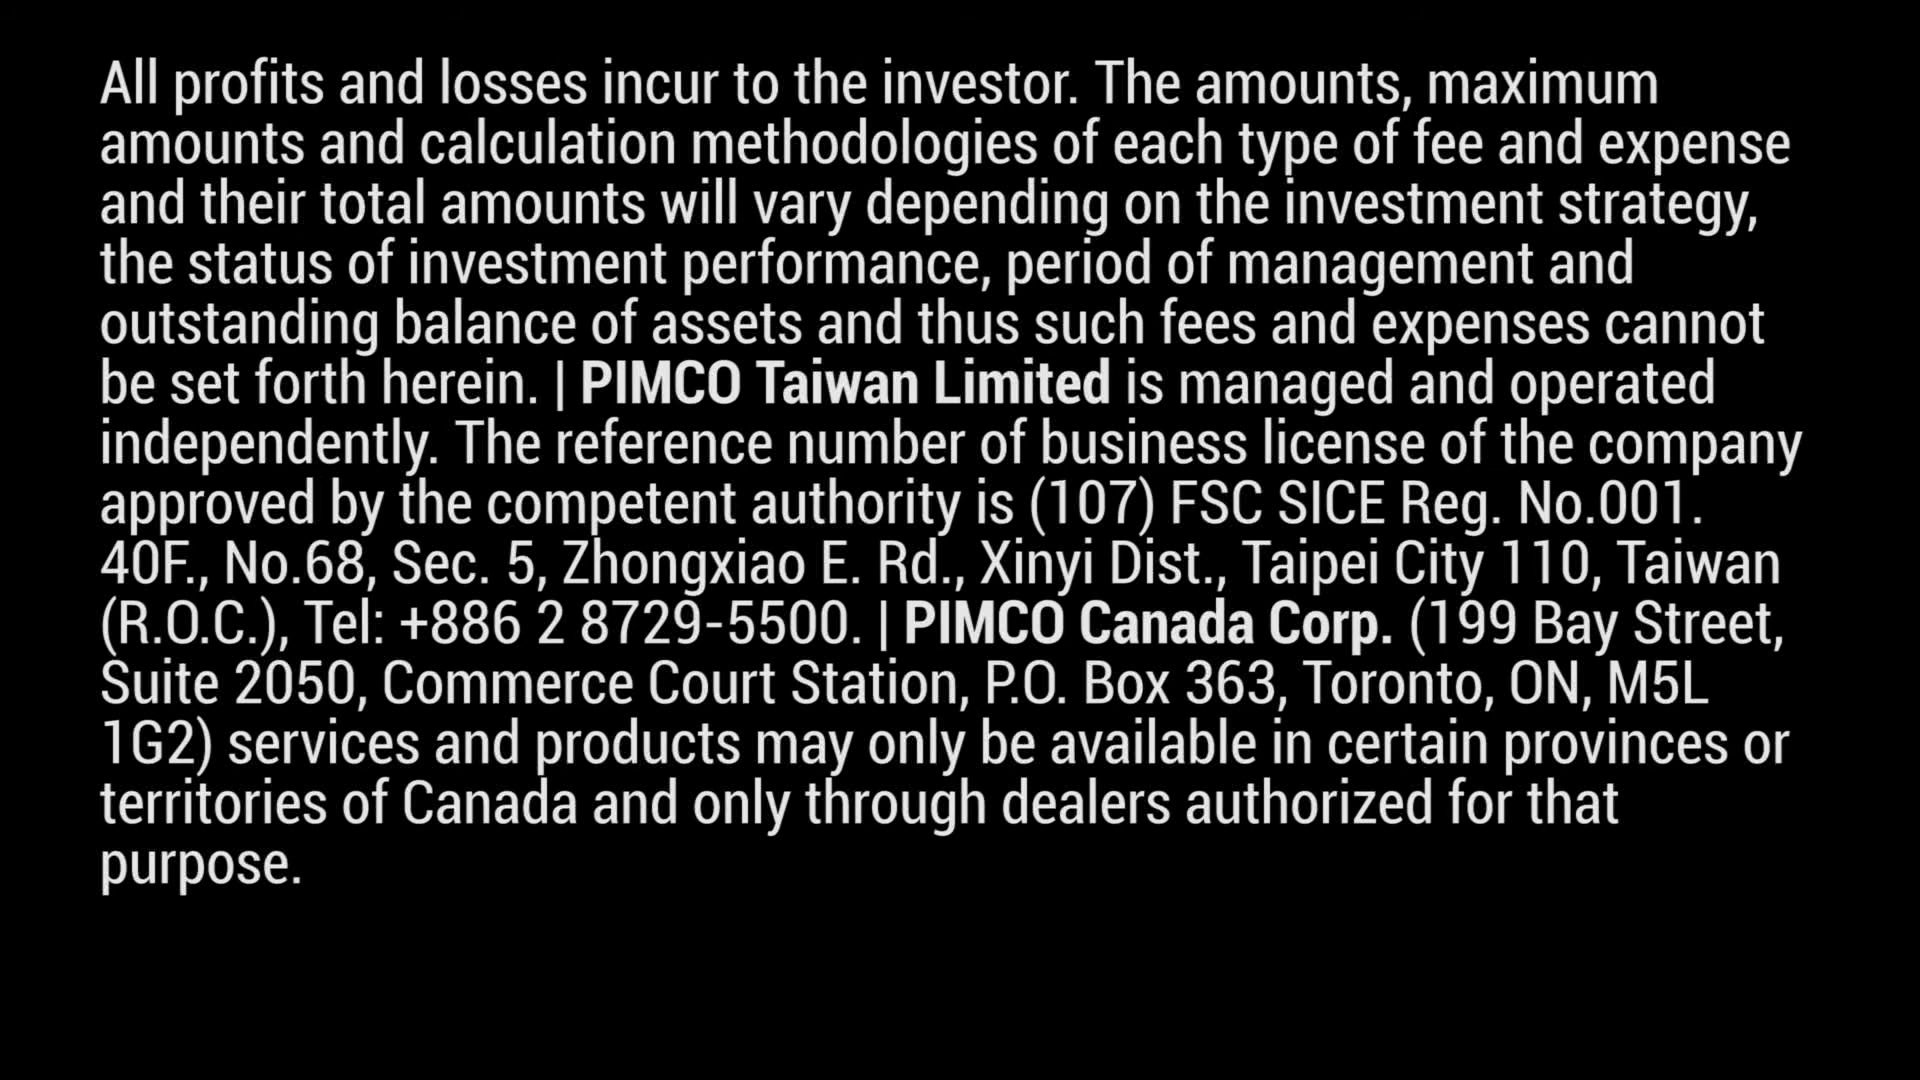 All profits and losses incur to the investor. The amounts, maximum
amounts and calculation methodologies of each type of fee and expense
and their total amounts will vary depending on the investment strategy,
the status of investment performance, period of management and
outstanding balance of assets and thus such fees and expenses cannot
be set forth herein. | PIMCO Taiwan Limited is managed and operated
independently. The reference number of business license of the company
approved by the competent authority is (107) FSC SICE Reg. No.001.
40F., No.68, Sec. 5, Zhongxiao E. Rd., Xinyi Dist., Taipei City 110, Taiwan
(R.O.C.), Tel: +886 2 8729-5500. | PIMCO Canada Corp. (199 Bay Street,
Suite 2050, Commerce Court Station, P.O. Box 363, Toronto, ON, M5L
1G2) services and products may only be available in certain provinces or
territories of Canada and only through dealers authorized for that
purpose.